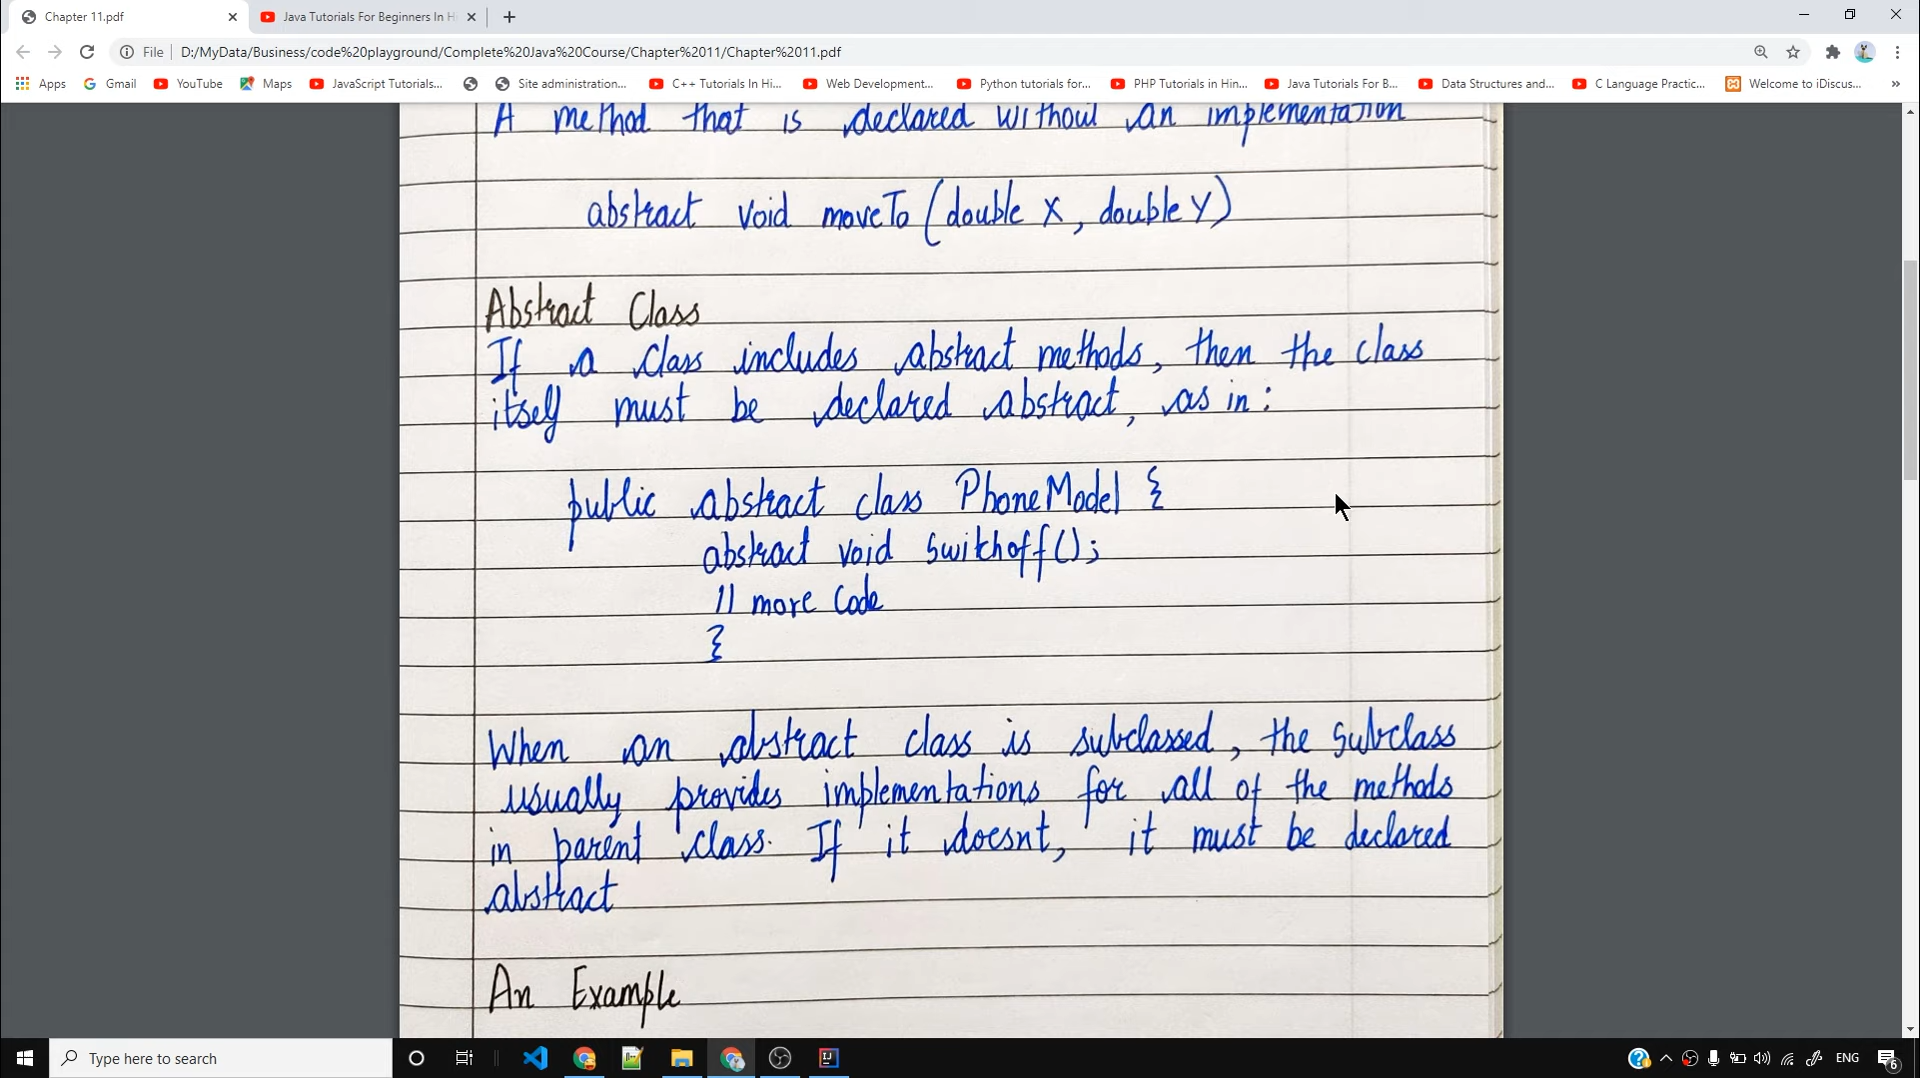 Chapter 11.pdf
Java Tutorials For Beginners In Hi
File
D:/MyData/Business/code%20playground/Complete%20Java%20Course/Chapter%2011/Chapter%2011.pdf
Apps
Gmail
YouTube
Maps
JavaScript Tutorials...
Site administration...
C++ Tutorials In Hi...
Web Development...
Python tutorials for...
PHP Tutorials in Hin...
Java Tutorials For B...
Data Structures and...
C Language Practic...
Welcome to iDiscus...
A method that is declared without an implementation
abstract void moveTo (double X, double Y)
Abstract Class
If a class includes abstract methods, then the class
itself must be declared abstract, as in:
public abstract class PhoneModel {
abstract void switchoff();
// more code
}
When an abstract class is subclassed, the subclass
usually provides implementations for all of the methods
in parent class. If it doesnt, it must be declared
abstract
An Example
Type here to search
ENG
6